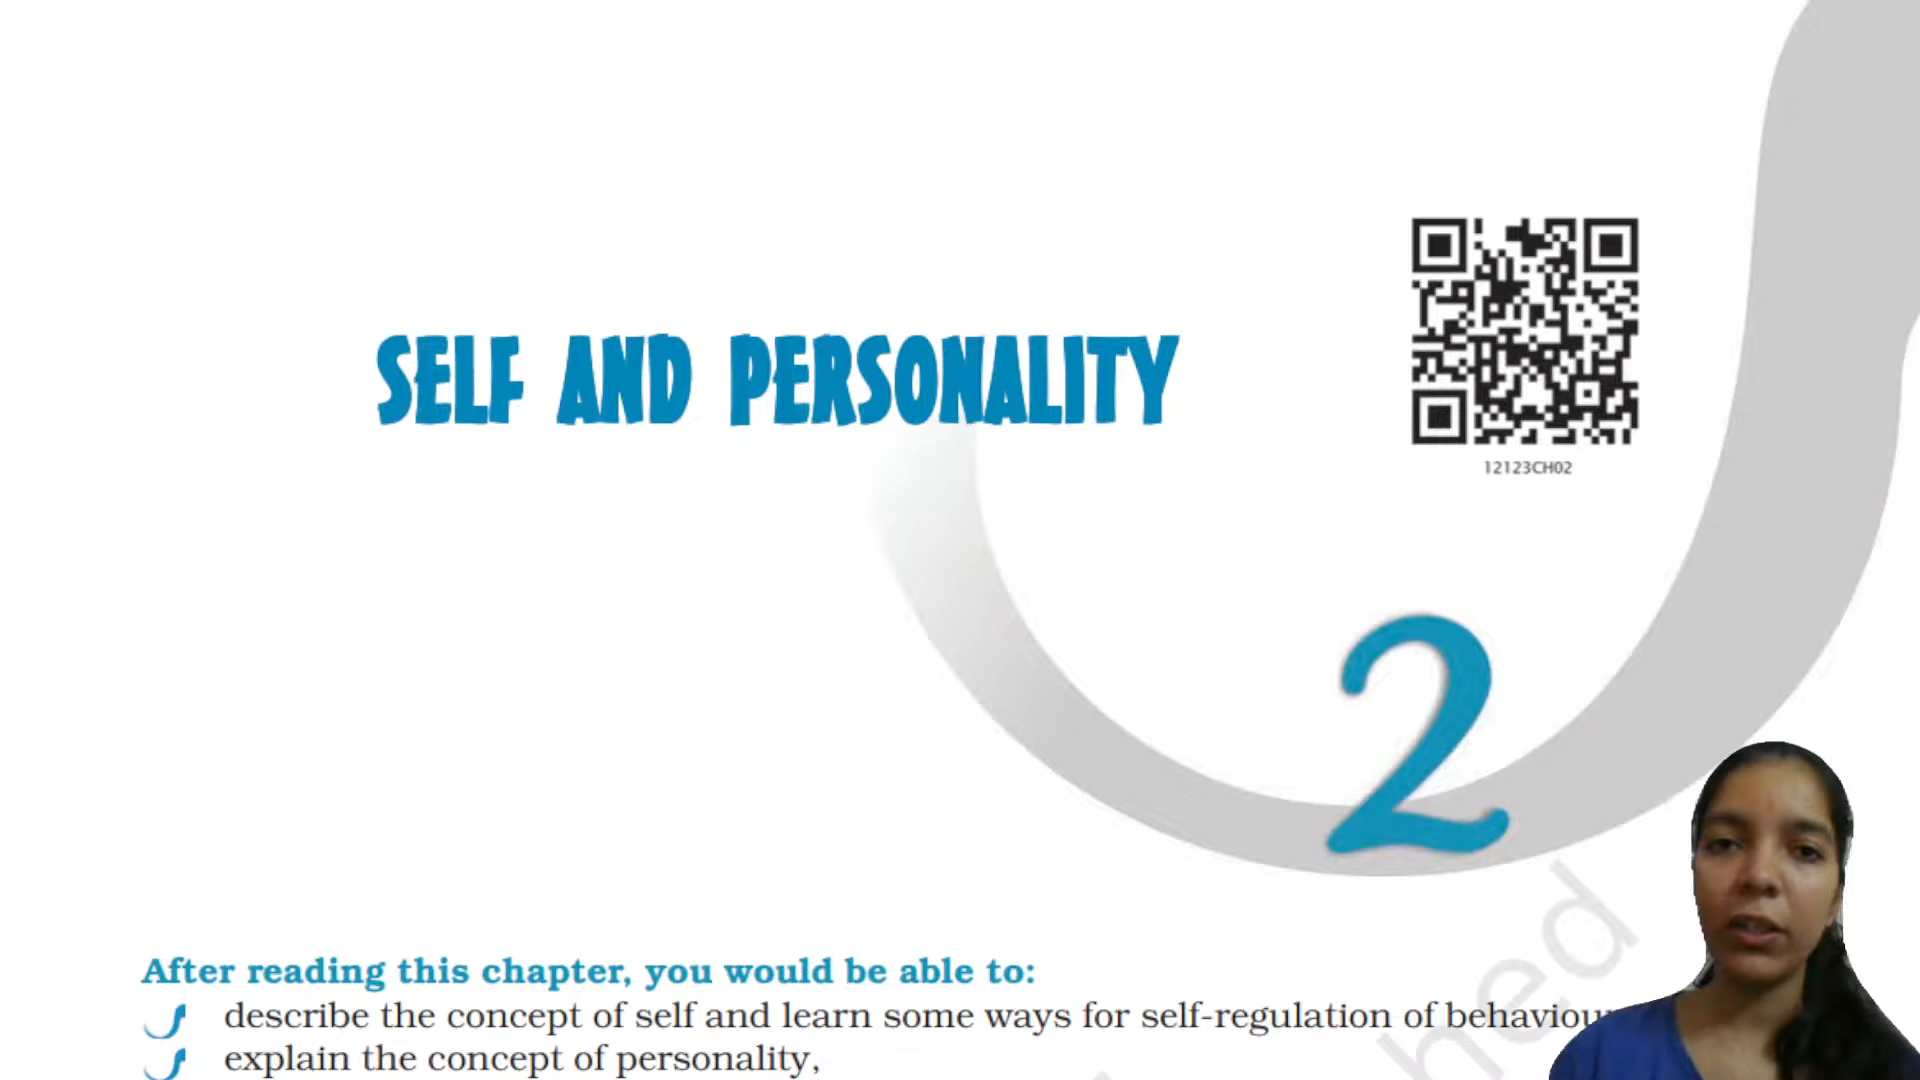 SELF AND PERSONALITY
12123CH02
2
After reading this chapter, you would be able to:
describe the concept of self and learn some ways for self-regulation of
explain the concept of personality,